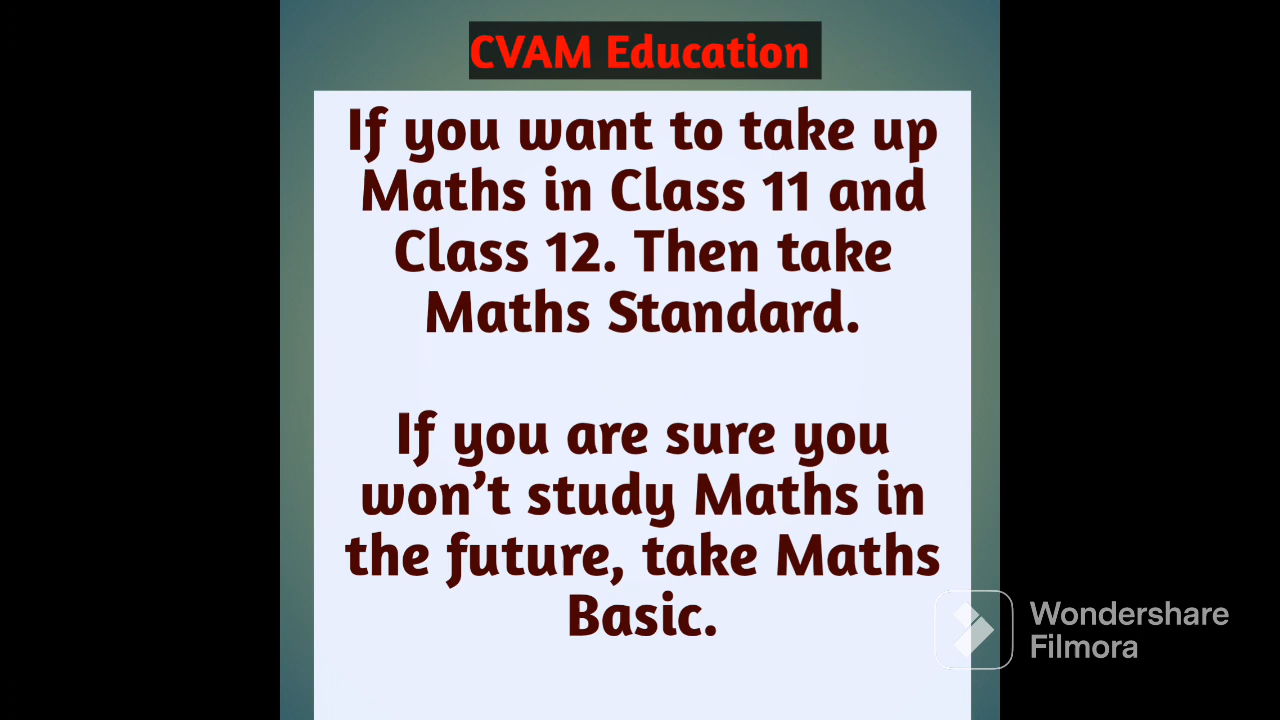 CVAM Education
If you want to take up
Maths in Class 11 and
Class 12. Then take
Maths Standard.
If you are sure you
won’t study Maths in
the future, take Maths
Basic.
Wondershare
Filmora